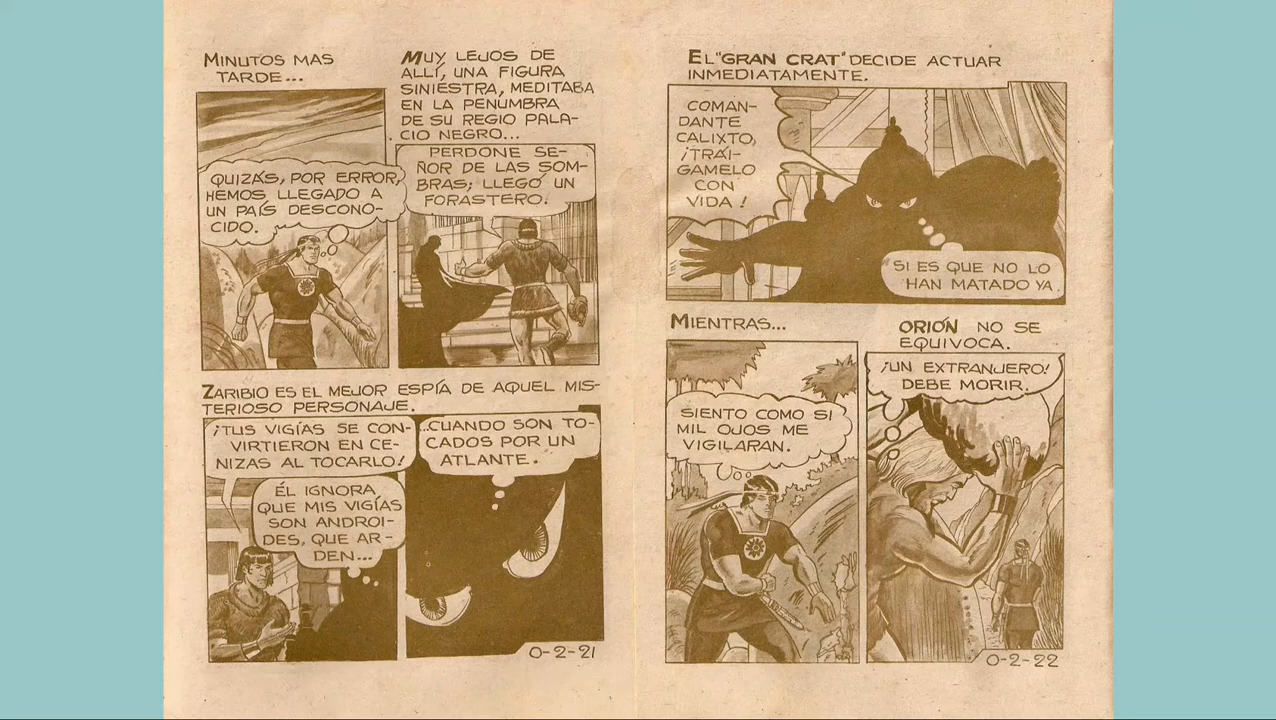 MINUTOS MAS
TARDE...
QUIZÁS, POR ERROR,
HEMOS LLEGADO A
UN PAÍS DESCONO-
CIDO.
MUY LEJOS DE
ALLÍ, UNA FIGURA
SINIESTRA, MEDITABA
EN LA PENUMBRA
DE SU REGIO PALA-
CIO NEGRO...
PERDONE SE-
ÑOR DE LAS SOM-
BRAS; LLEGÓ UN
FORASTERO.
ZARIBIO ES EL MEJOR ESPÍA DE AQUEL MIS-
TERIOSO PERSONAJE.
¡TUS VIGÍAS SE CON-
VIRTIERON EN CE-
NIZAS AL TOCARLO!
ÉL IGNORA
QUE MIS VIGÍAS
SON ANDROI-
DES, QUE AR-
DEN...
...CUANDO SON TO-
CADOS POR UN
ATLANTE.
O-2-21
EL "GRAN CRAT" DECIDE ACTUAR
INMEDIATAMENTE.
COMAN-
DANTE
CALIXTO,
¡TRÁI-
GAMELO
CON
VIDA!
SI ES QUE NO LO
HAN MATADO YA.
MIENTRAS...
SIENTO COMO SI
MIL OJOS ME
VIGILARAN.
ORIÓN NO SE
EQUIVOCA.
¡UN EXTRANJERO!
DEBE MORIR.
O-2-22